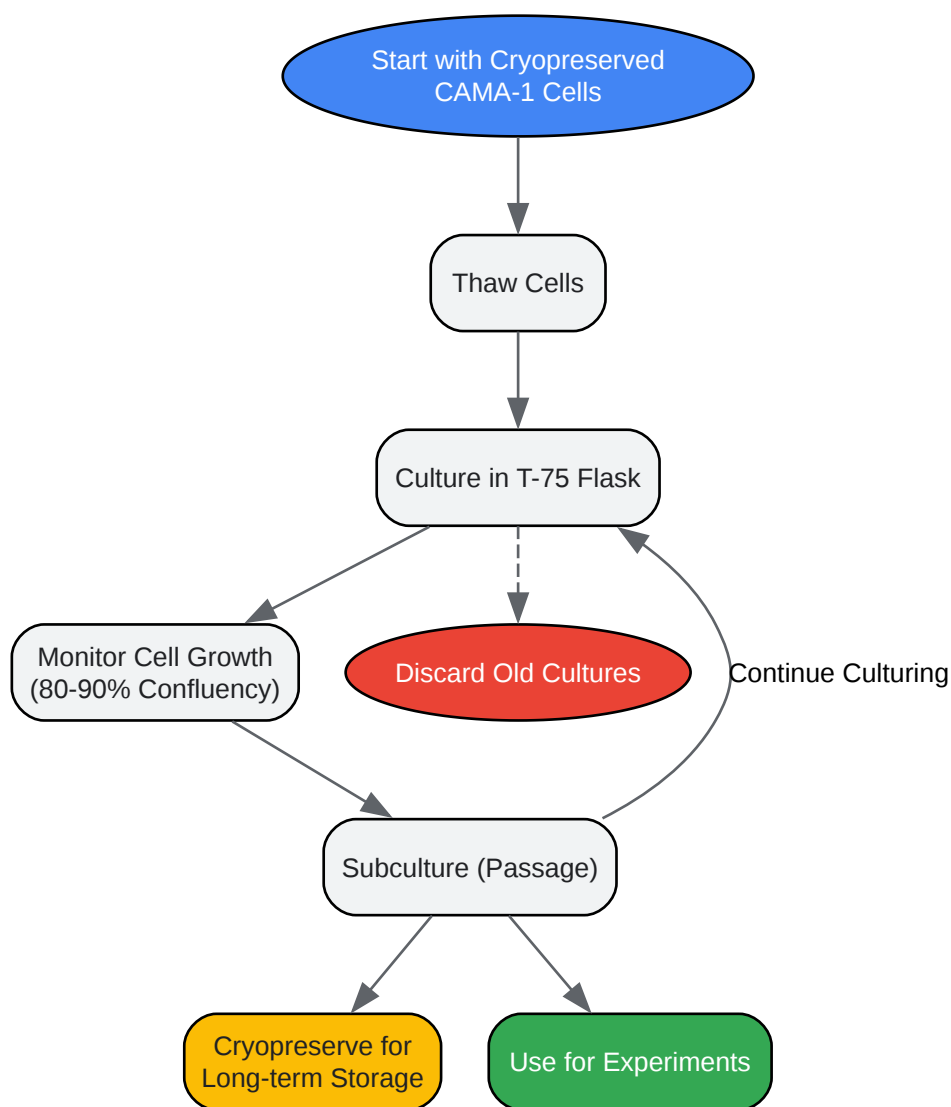 Start with Cryopreserved
CAMA-1 Cells
Thaw Cells
Culture in T-75 Flask
Monitor Cell Growth
(80-90% Confluency)
Discard Old Cultures
Continue Culturing
Subculture (Passage)
Cryopreserve for
Long-term Storage
Use for Experiments